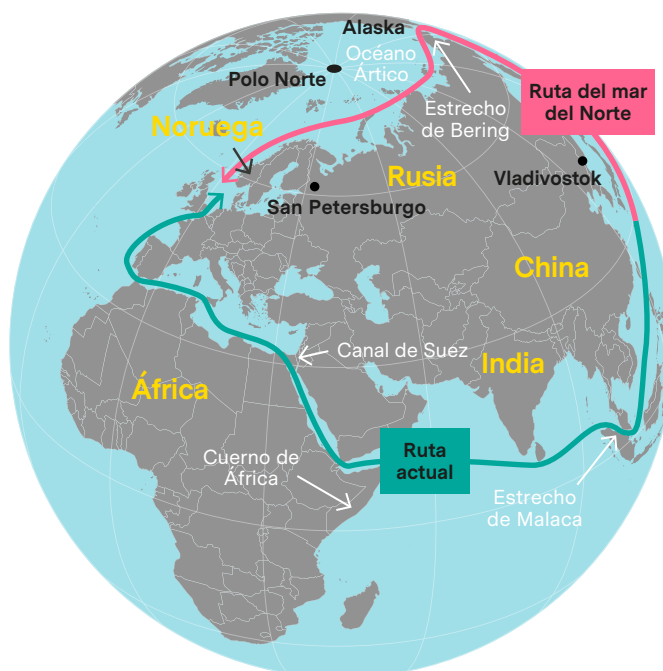 Alaska
Océano
Ártico
Polo Norte
Estrecho
de Bering
Ruta del mar
del Norte
Noruega
Rusia
Vladivostok
San Petersburgo
China
Canal de Suez
India
África
Ruta
actual
Cuerno de
África
Estrecho
de Malaca